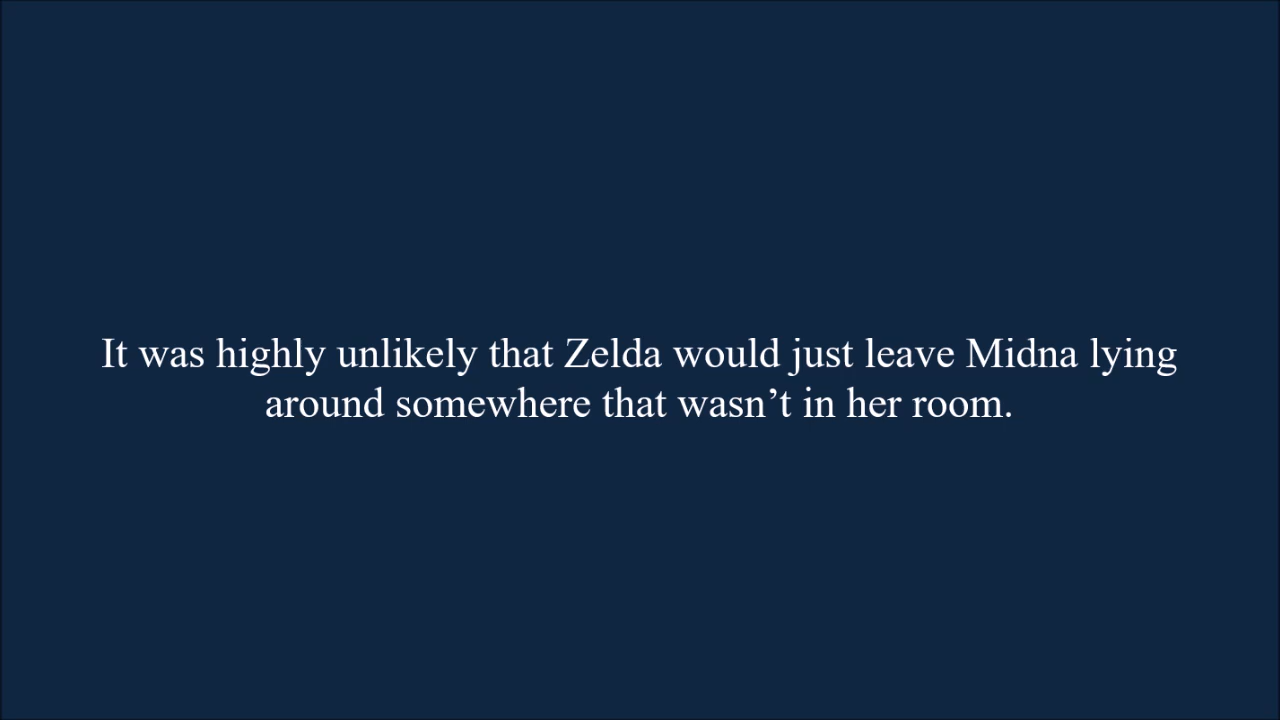 It was highly unlikely that Zelda would just leave Midna lying
around somewhere that wasn’t in her room.